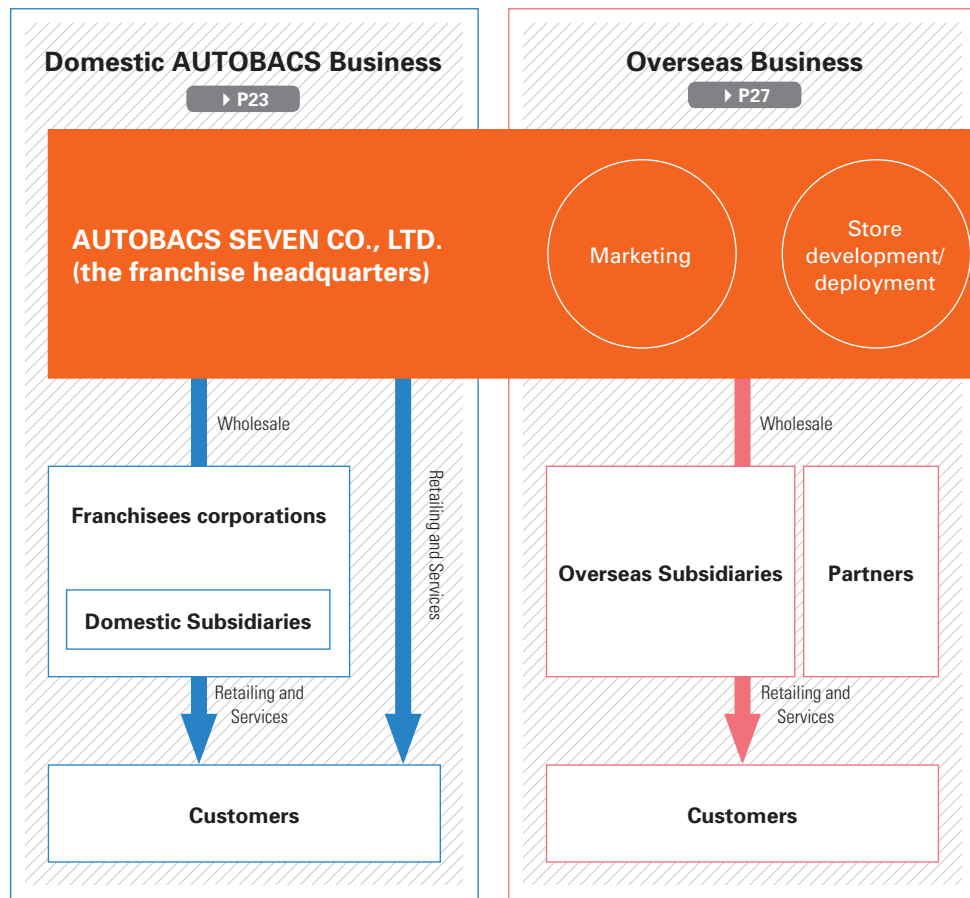 Domestic AUTOBACS Business
P23
Overseas Business
P27
AUTOBACS SEVEN CO., LTD.
(the franchise headquarters)
Marketing
Store
development/
deployment
Wholesale
Retailing and Services
Wholesale
Franchisees corporations
Domestic Subsidiaries
Overseas Subsidiaries
Partners
Retailing and
Services
Retailing and
Services
Customers
Customers